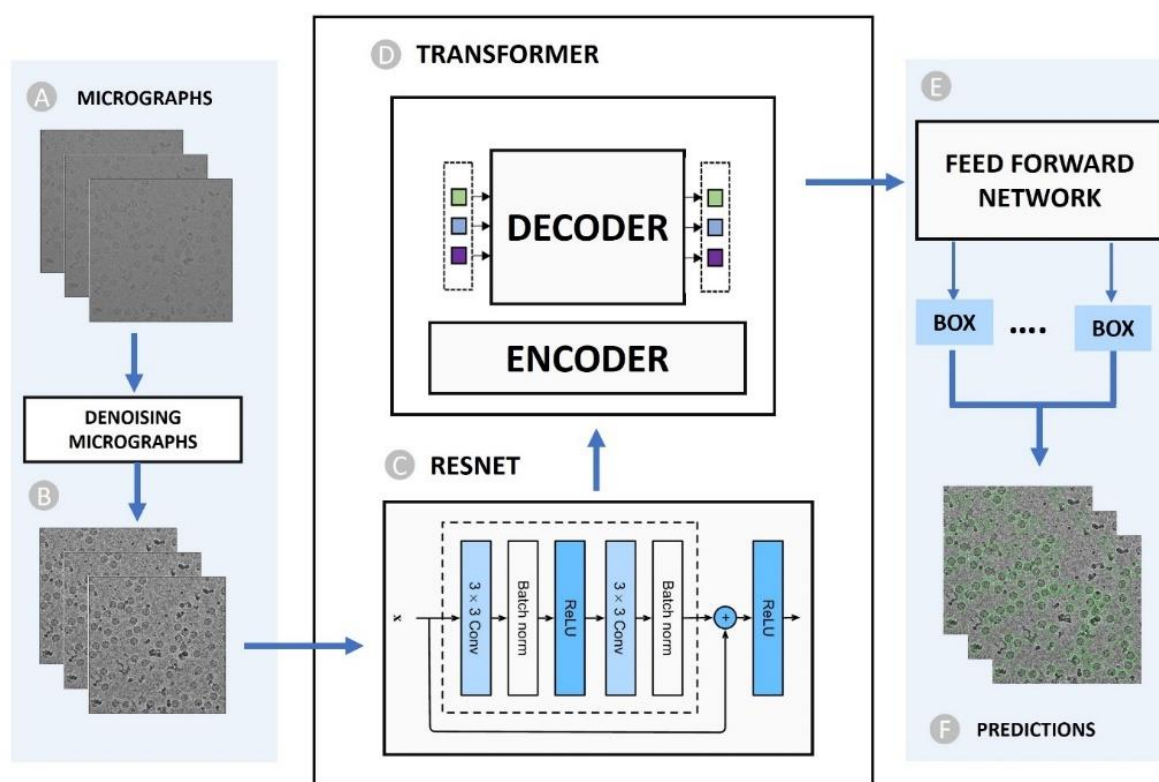 A MICROGRAPHS
DENOISING
MICROGRAPHS
B
D TRANSFORMER
DECODER
ENCODER
C RESNET
x
3 × 3 Conv
Batch norm
ReLU
3 × 3 Conv
Batch norm
+
ReLU
E
FEED FORWARD
NETWORK
BOX .... BOX
F PREDICTIONS